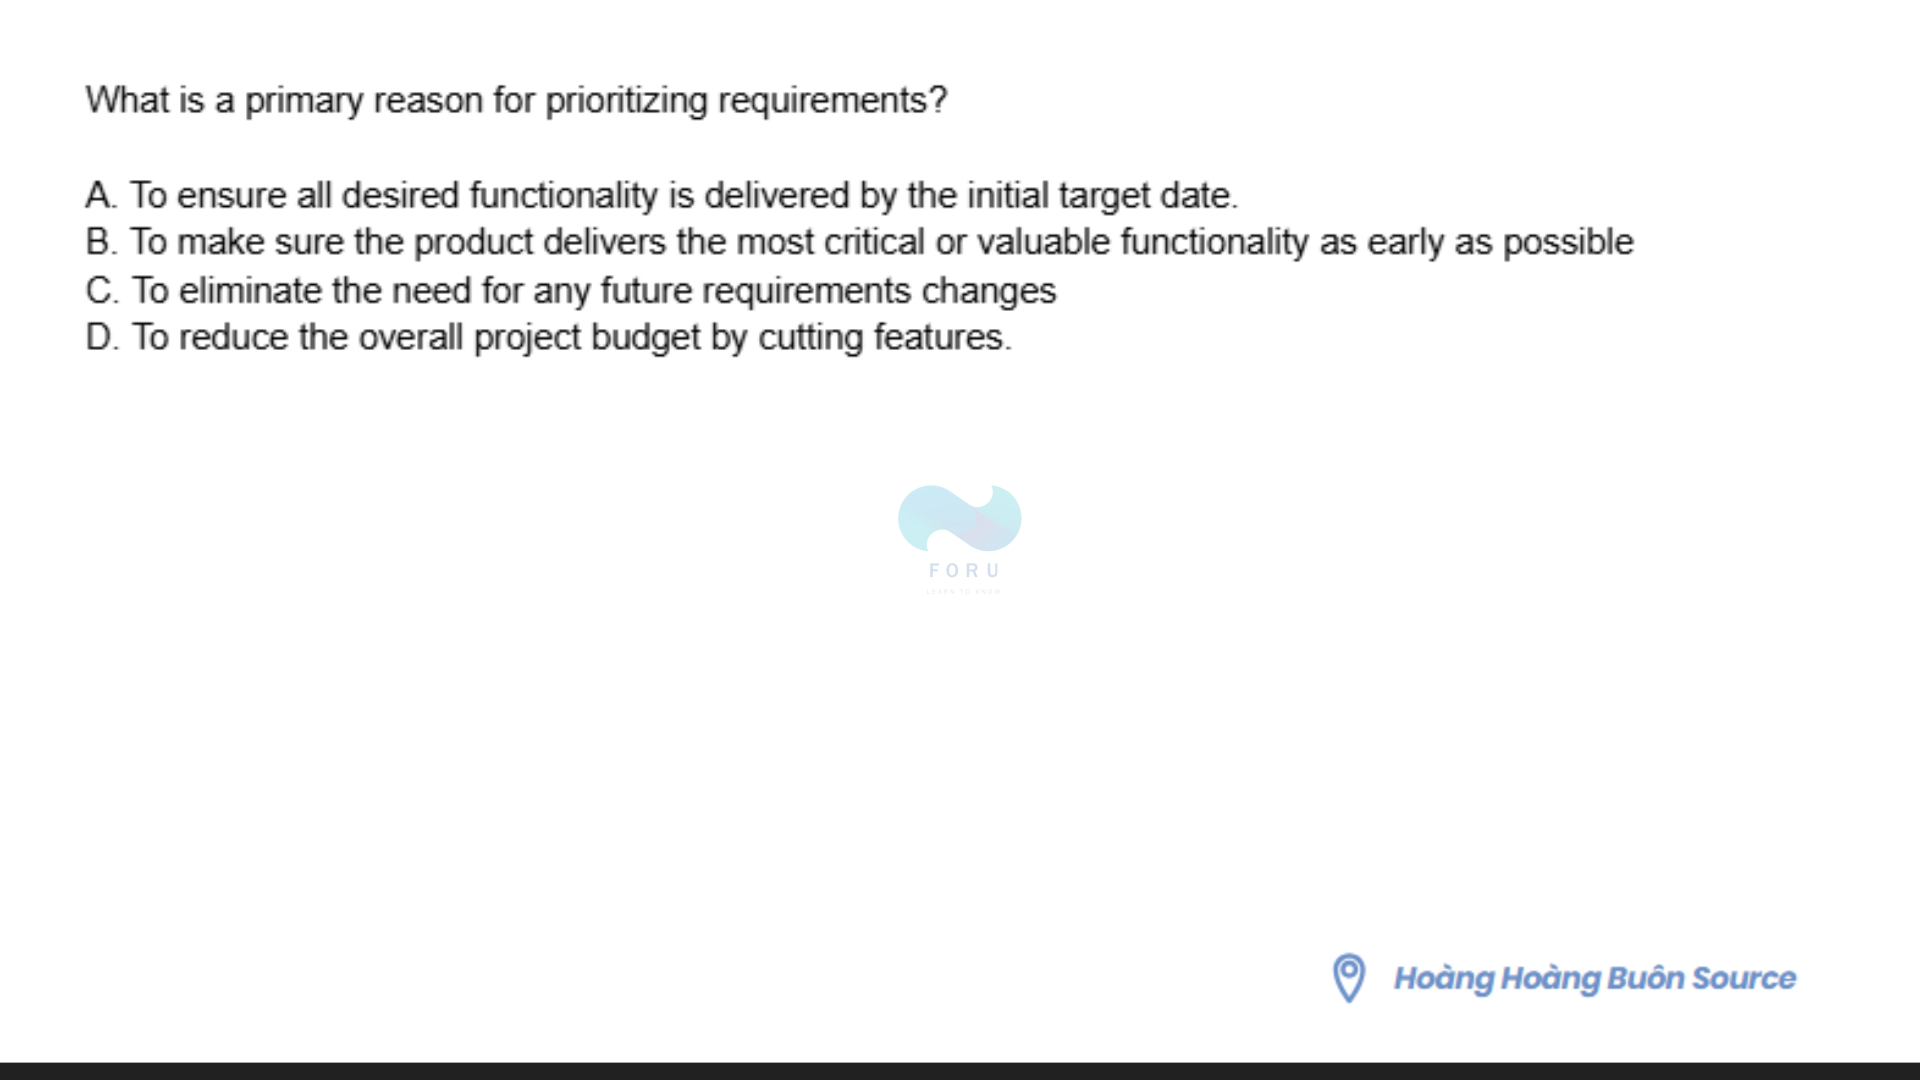 What is a primary reason for prioritizing requirements?
A. To ensure all desired functionality is delivered by the initial target date.
B. To make sure the product delivers the most critical or valuable functionality as early as possible
C. To eliminate the need for any future requirements changes
D. To reduce the overall project budget by cutting features.
FORU
LEARN TO KNOW
Hoàng Hoàng Buôn Source